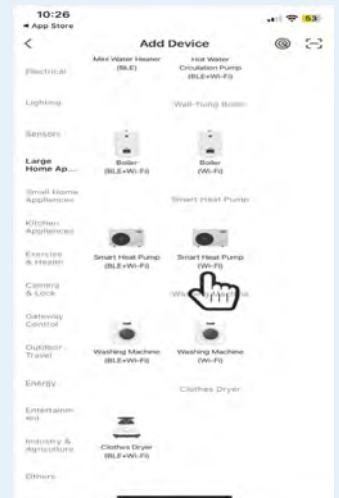 10:26
53
App Store
Add Device
Mini Water Heater
(BLE)
Hot Water
Circulation Pump
(BLE+Wi-Fi)
Electrical
Lighting
Sensors
Large
Home Ap...
Small Home
Appliances
Kitchen
Appliances
Exercise
& Health
Camera
& Lock
Gateway
Control
Outdoor
Travel
Energy
Entertainm
ent
Industry &
Agriculture
Others
Wall-Hung Boiler
Boiler
(BLE+Wi-Fi)
Boiler
(Wi-Fi)
Smart Heat Pump
Smart Heat Pump
(BLE+Wi-Fi)
Smart Heat Pump
(Wi-Fi)
Washing Machine
Washing Machine
(BLE+Wi-Fi)
Washing Machine
(Wi-Fi)
Clothes Dryer
Clothes Dryer
(BLE+Wi-Fi)